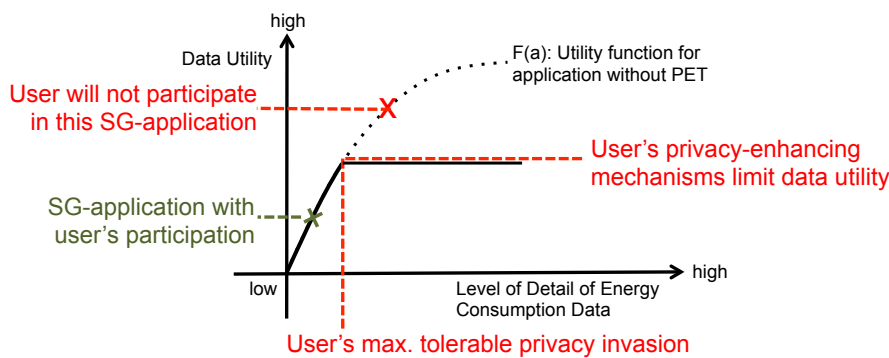 high
Data Utility
F(a): Utility function for
application without PET
User will not participate
in this SG-application
X
User's privacy-enhancing
mechanisms limit data utility
SG-application with
user's participation
low
high
Level of Detail of Energy
Consumption Data
User's max. tolerable privacy invasion